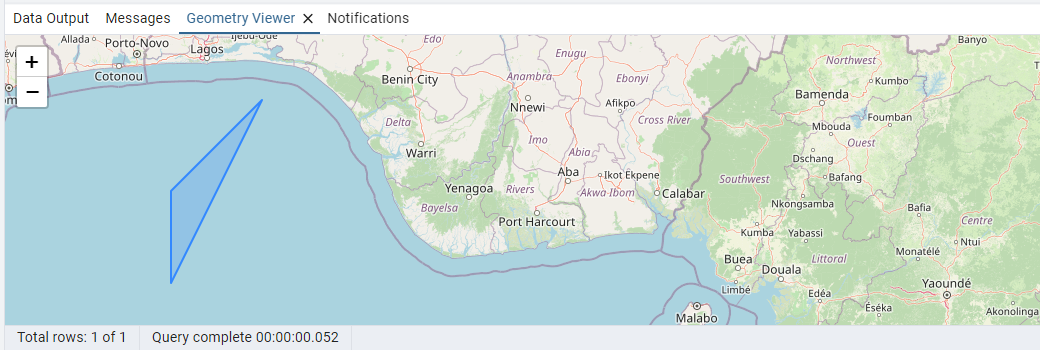 Data Output Messages Geometry Viewer × Notifications
Allada
Porto-Novo
Lagos
Ijebu-Ode
Edo
Enugu
Northwest
Banyo
+
Cotonou
Benin City
Anambra
Ebonyi
Kumbo
−
Nnewi
Afikpo
Bamenda
Foumban
Delta
Imo
Cross River
Mbouda
Ouest
Warri
Abia
Dschang
Aba
Ikot Ekpene
Southwest
Bafang
Yenagoa
Rivers
Akwa Ibom
Calabar
Nkongsamba
Bayelsa
Bafia
Port Harcourt
Centre
Kumba
Yabassi
Ntui
Monatélé
Buea
Littoral
Douala
Limbé
Edéa
Yaoundé
Éséka
Akonolinga
Malabo
Total rows: 1 of 1 Query complete 00:00:00.052